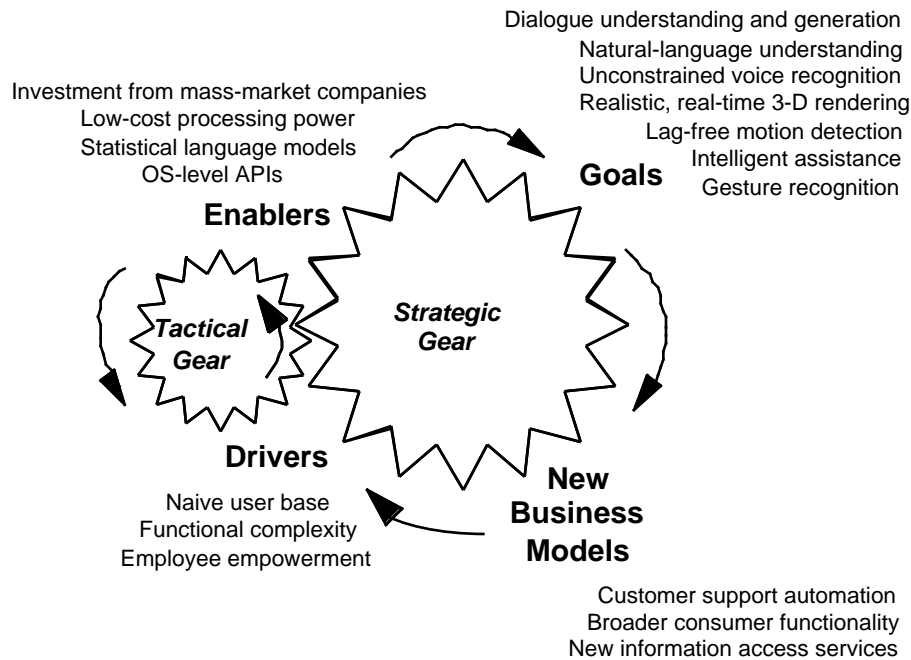 Dialogue understanding and generation
Natural-language understanding
Unconstrained voice recognition
Realistic, real-time 3-D rendering
Lag-free motion detection
Intelligent assistance
Gesture recognition
Goals
Investment from mass-market companies
Low-cost processing power
Statistical language models
OS-level APIs
Enablers
Tactical
Gear
Strategic
Gear
Drivers
Naive user base
Functional complexity
Employee empowerment
New
Business
Models
Customer support automation
Broader consumer functionality
New information access services